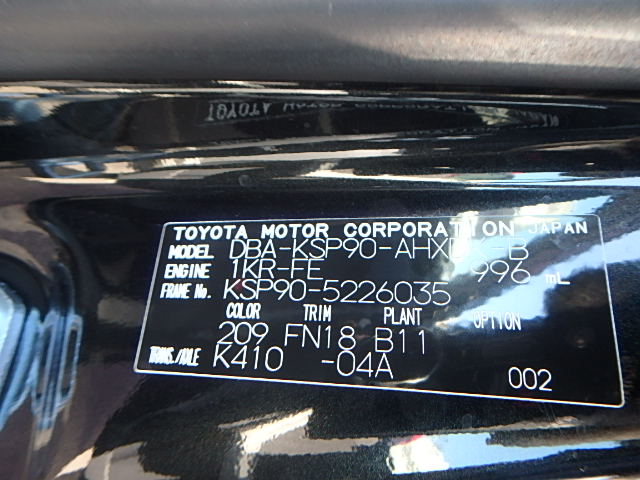 TOYOTA MOTOR CORPORATION JAPAN
MODEL DBA-KSP90-AHXDK-B
ENGINE 1KR-FE 996 mL
FRAME No. KSP90-5226035
COLOR TRIM PLANT OPTION
209 FN18 B11
TRANS./AXLE K410 -04A
002